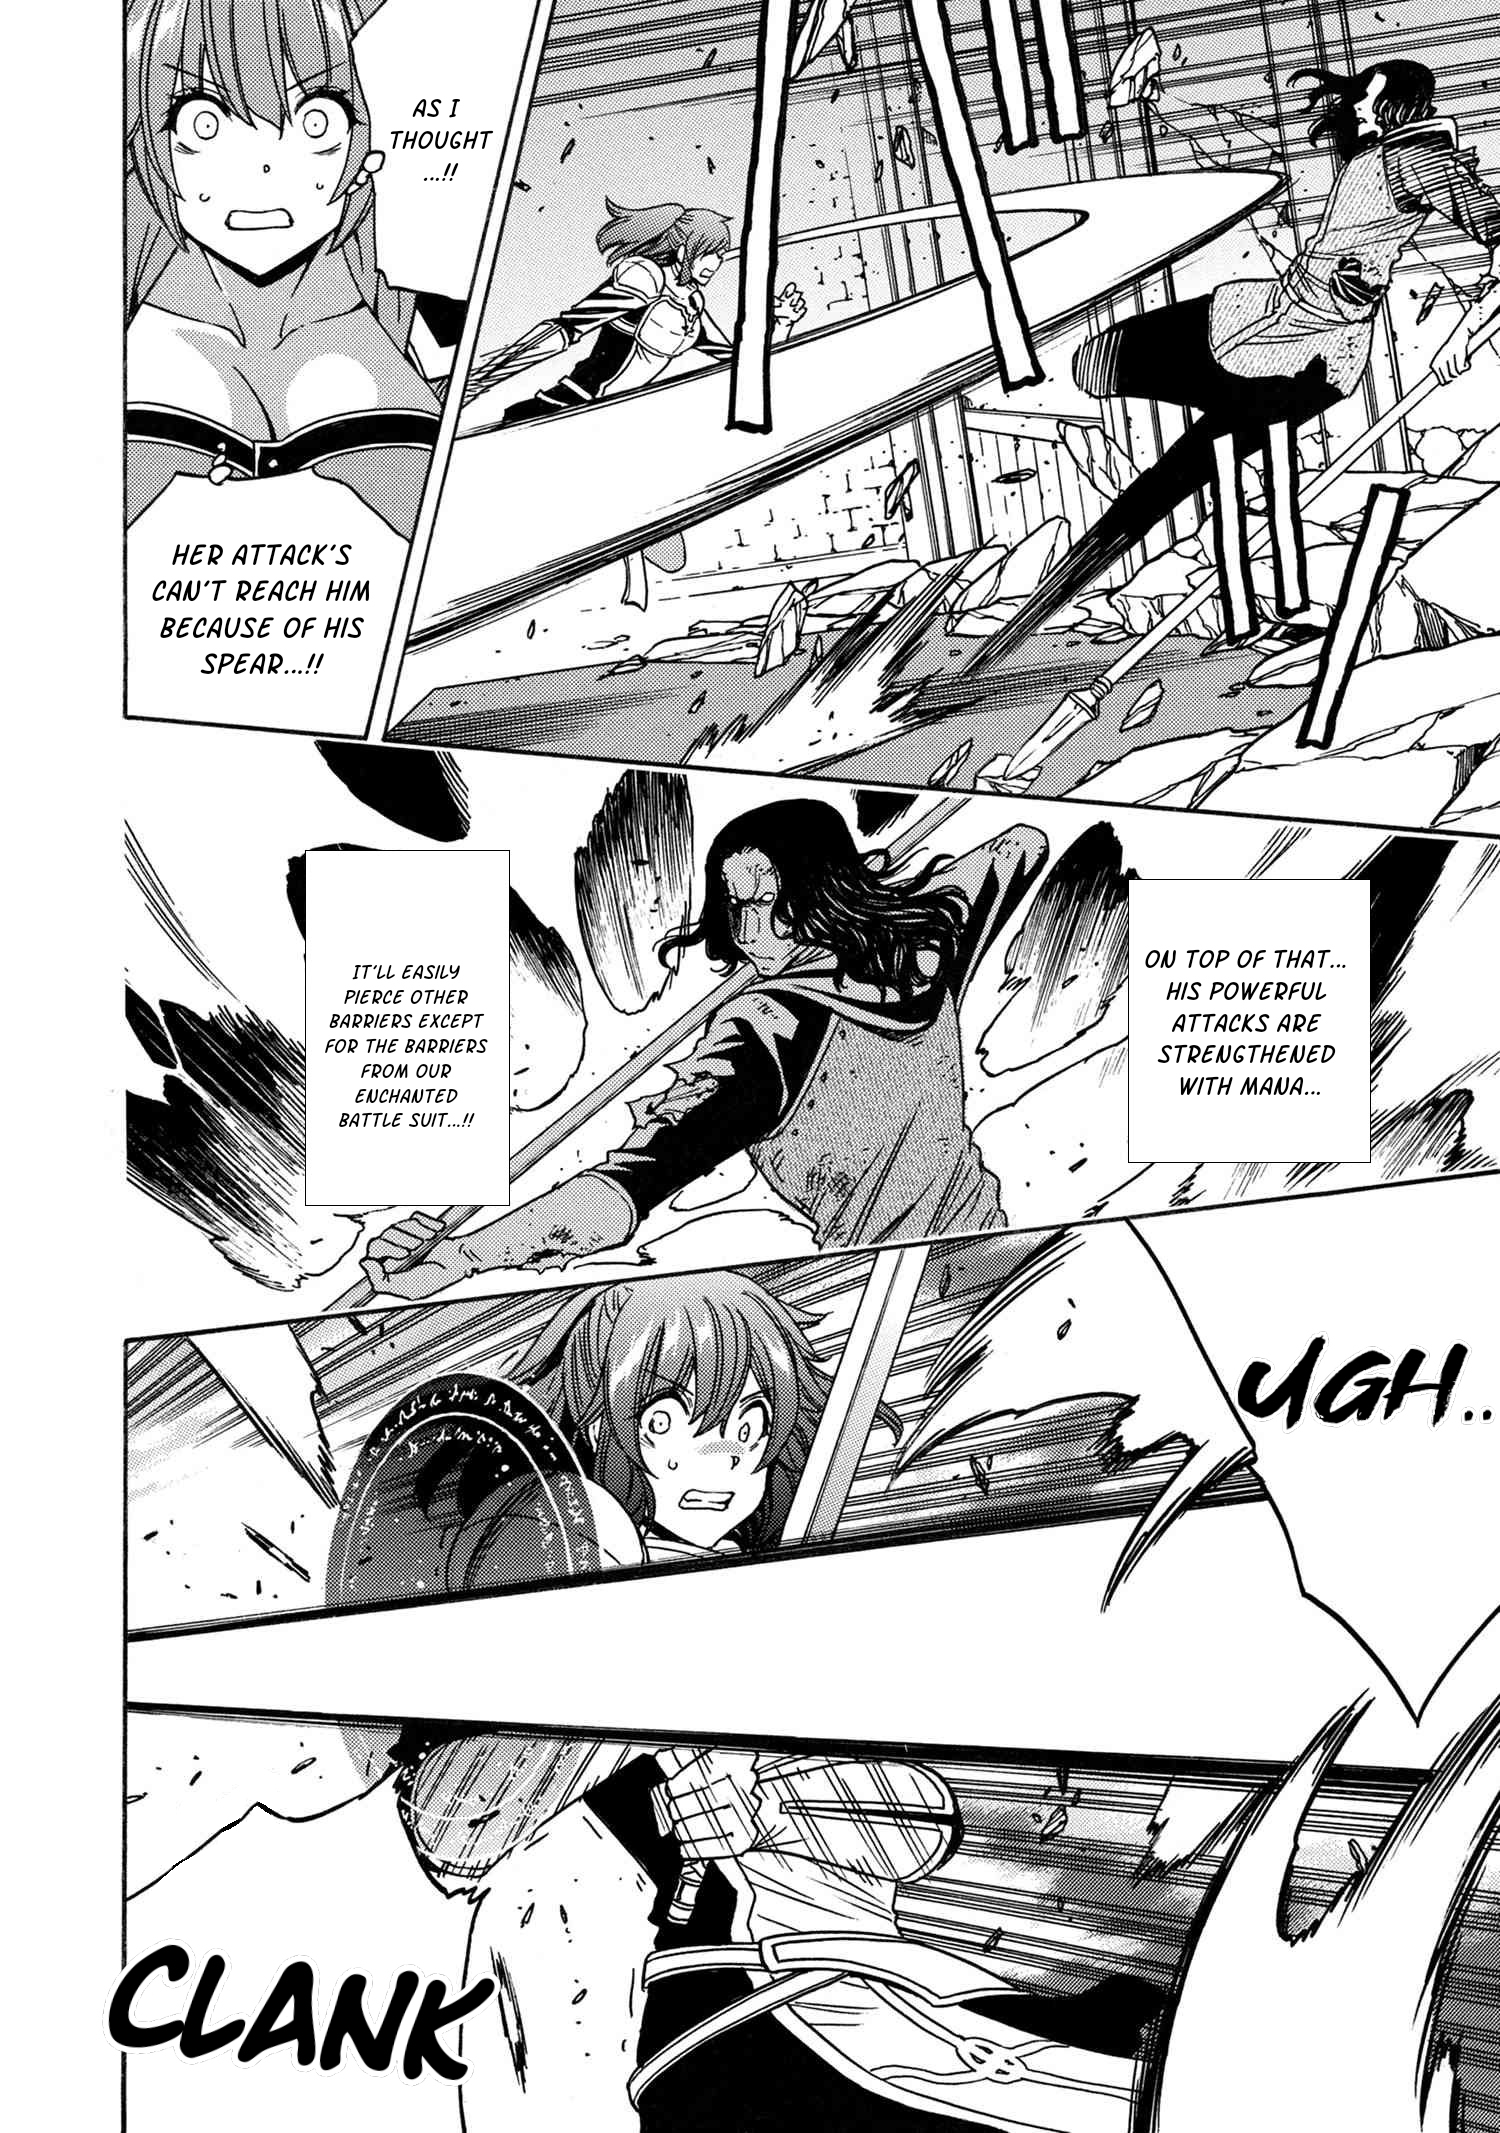 AS I
THOUGHT
...!!
HER ATTACK'S
CAN'T REACH HIM
BECAUSE OF HIS
SPEAR...!!
ON TOP OF THAT...
HIS POWERFUL
ATTACKS ARE
STRENGTHENED
WITH MANA...
IT'LL EASILY
PIERCE OTHER
BARRIERS EXCEPT
FOR THE BARRIERS
FROM OUR
ENCHANTED
BATTLE SUIT...!!
UGH..
CLANK